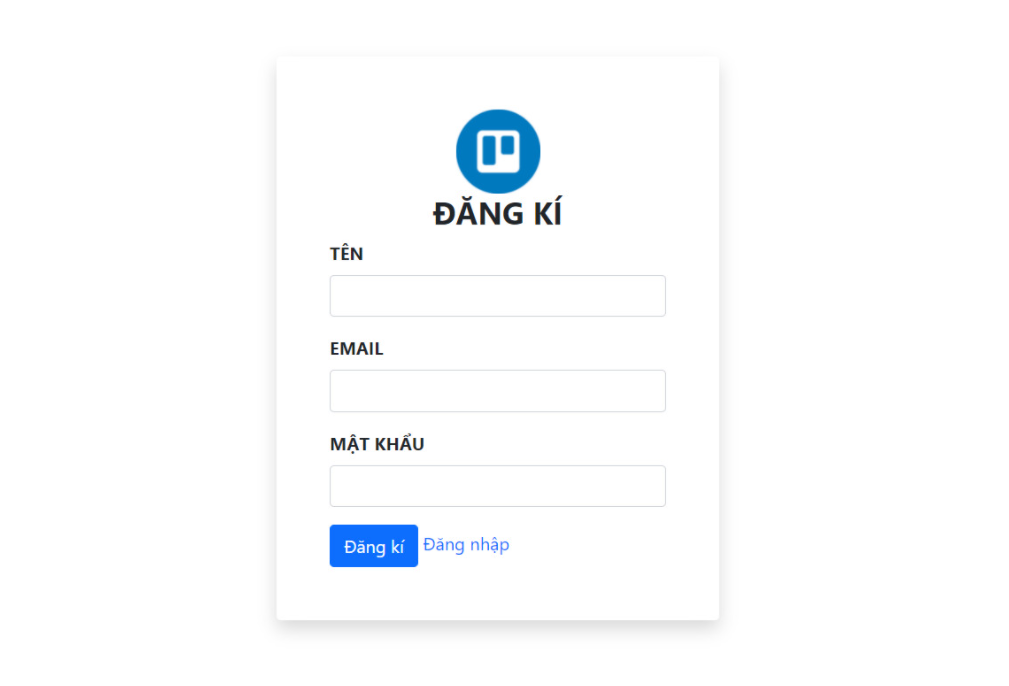 ĐĂNG KÍ
TÊN
EMAIL
MẬT KHẨU
Đăng kí Đăng nhập